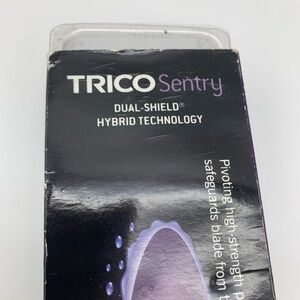 TRICO Sentry
DUAL-SHIELD®
HYBRID TECHNOLOGY
Pivoting high-strength
safeguards blade from